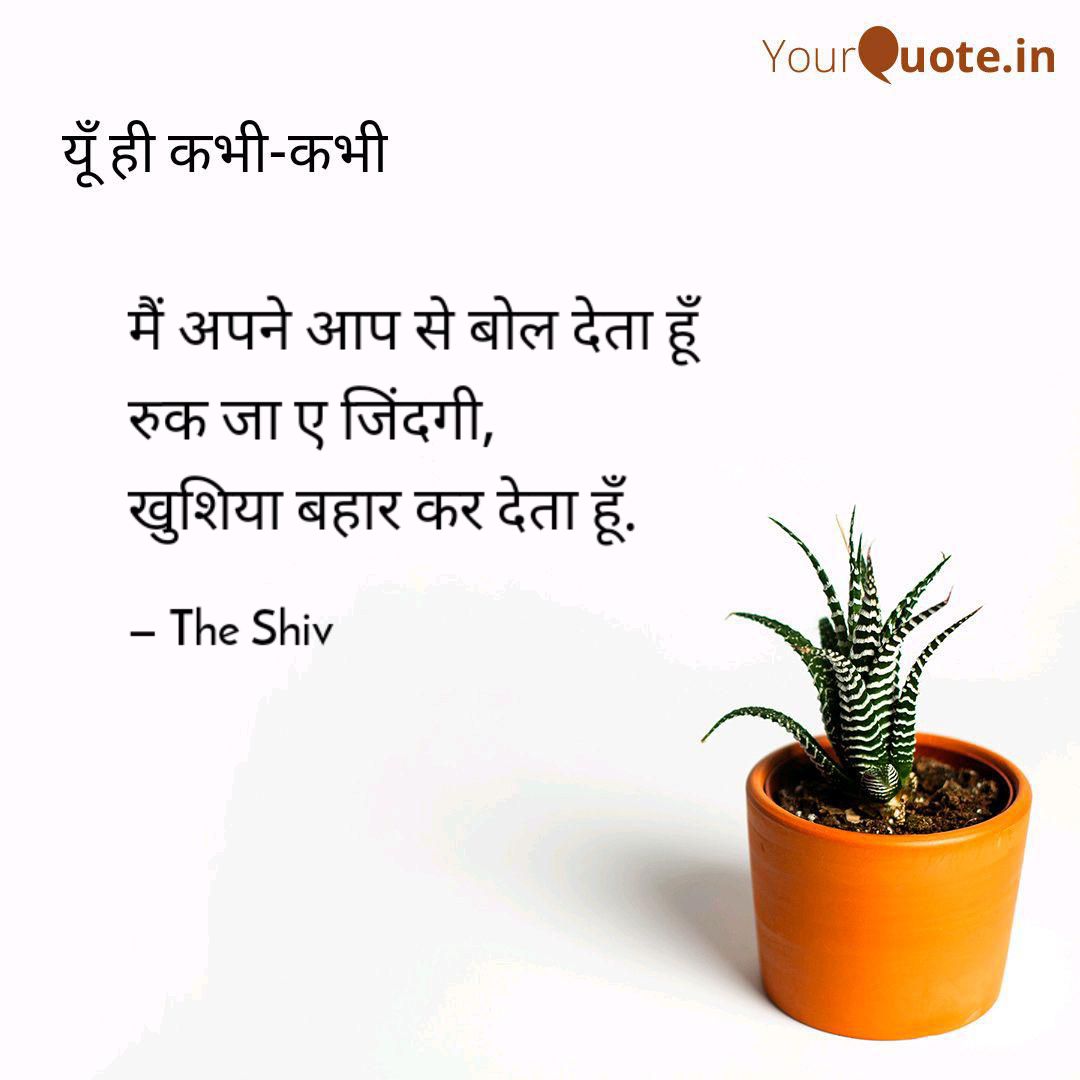 YourQuote.in
यूँ ही कभी-कभी
मैं अपने आप से बोल देता हूँ
रुक जा ए जिंदगी,
खुशिया बहार कर देता हूँ.
– The Shiv